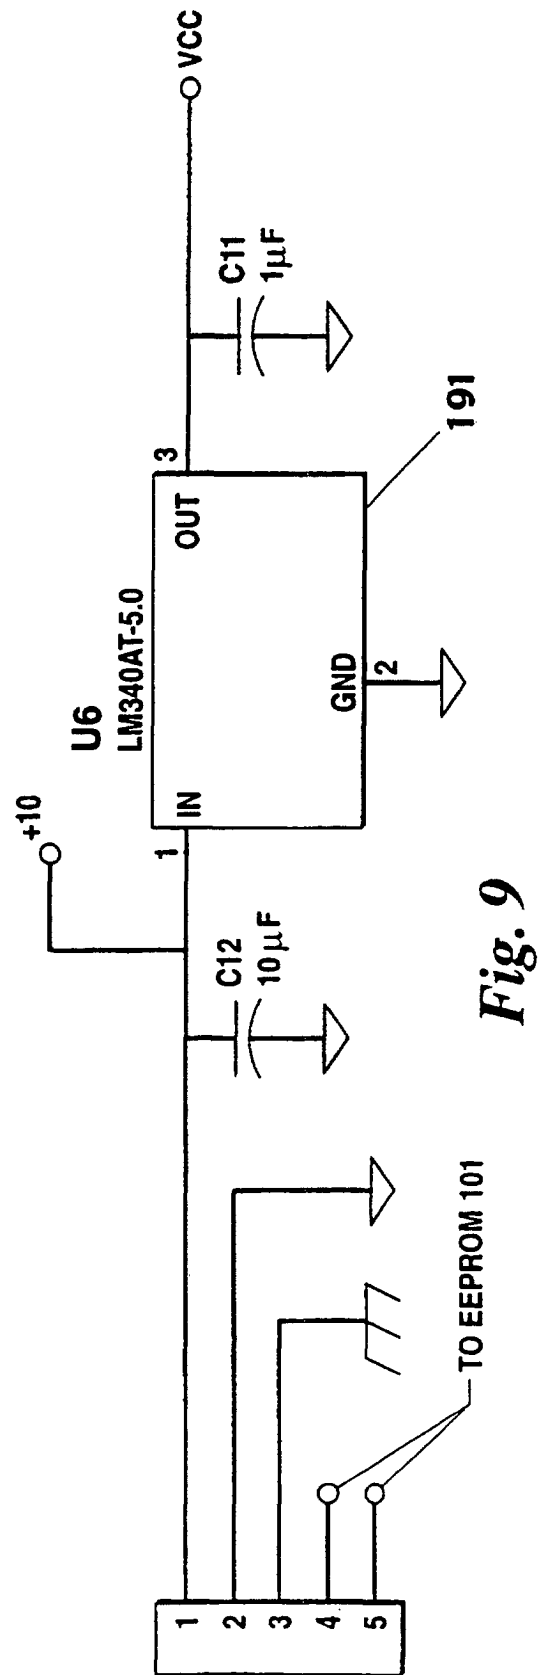 1
2
3
4
5
TO EEPROM 101
C12
10µF
+10
1
U6
LM340AT-5.0
IN
OUT
GND
2
3
191
C11
1µF
VCC
Fig. 9